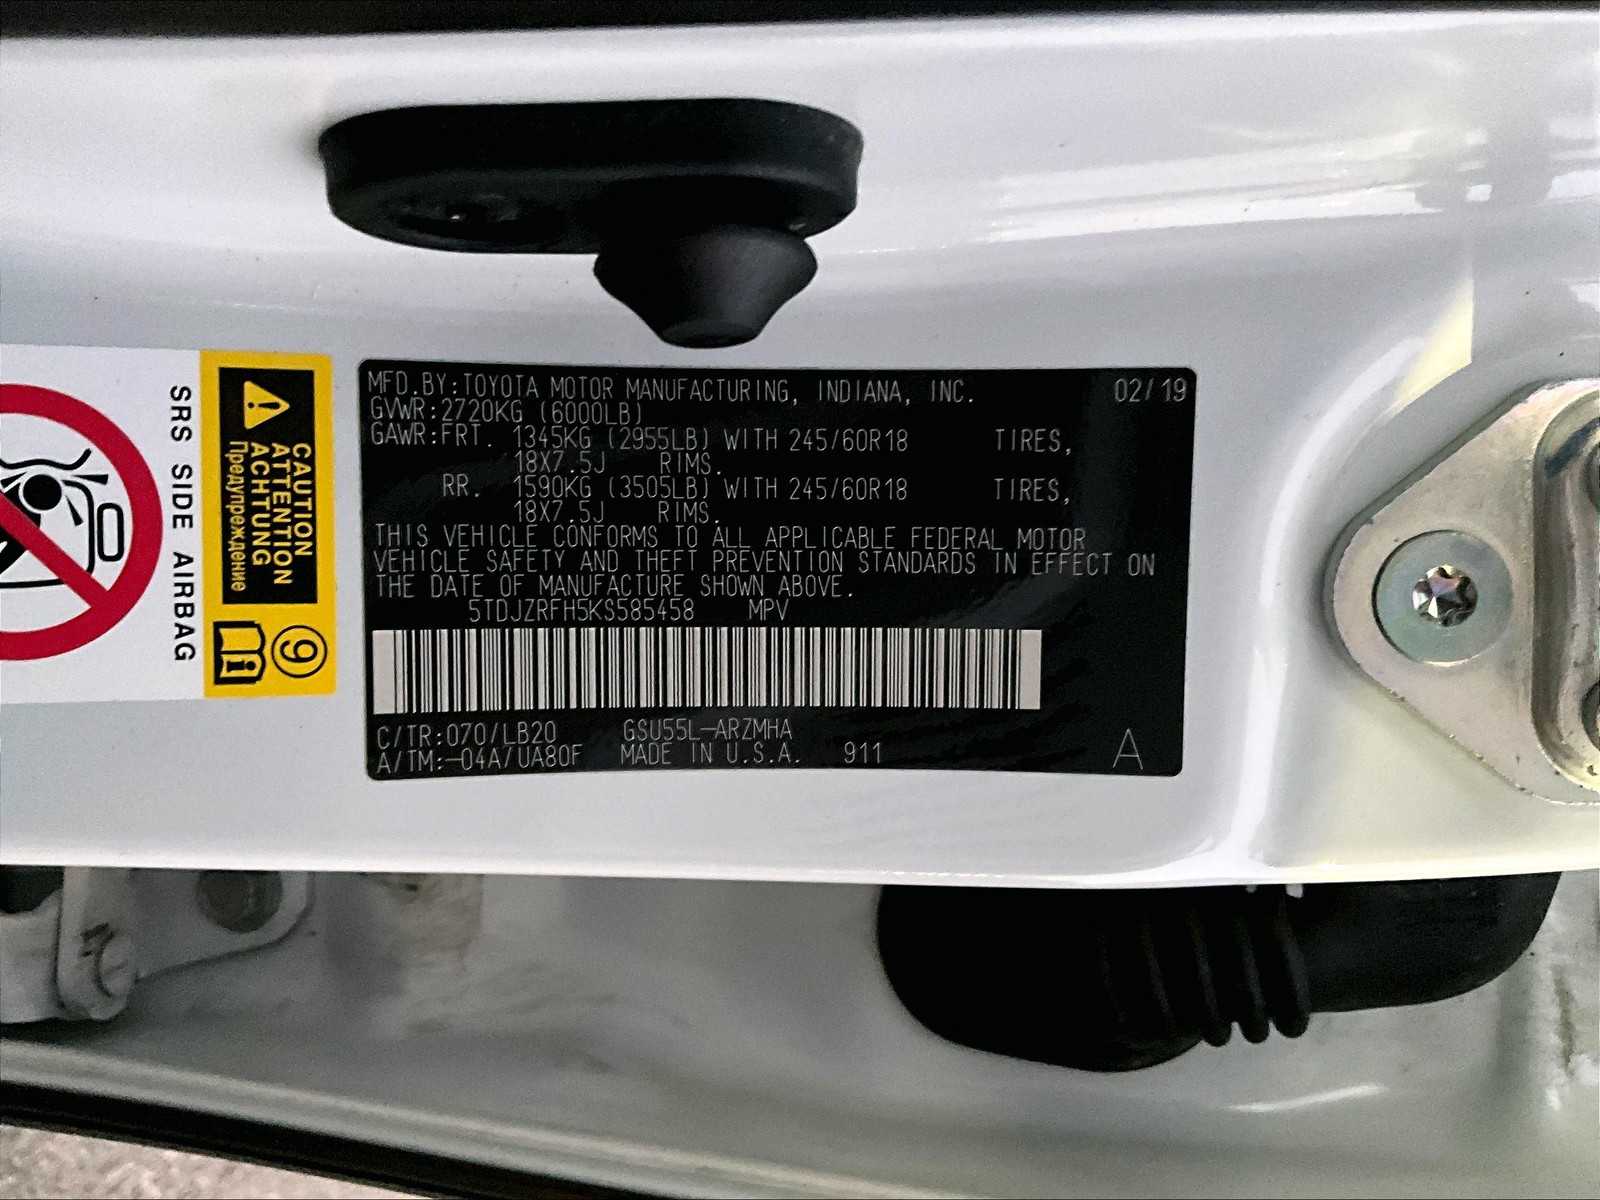 MFD.BY:TOYOTA MOTOR MANUFACTURING, INDIANA, INC. 02/19
GVWR:2720KG (6000LB)
GAWR:FRT. 1345KG (2955LB) WITH 245/60R18 TIRES,
18X7.5J RIMS.
RR. 1590KG (3505LB) WITH 245/60R18 TIRES,
18X7.5J RIMS.
THIS VEHICLE CONFORMS TO ALL APPLICABLE FEDERAL MOTOR
VEHICLE SAFETY AND THEFT PREVENTION STANDARDS IN EFFECT ON
THE DATE OF MANUFACTURE SHOWN ABOVE.
5TDJZRFH5KS585458 MPV
C/TR:070/LB20 GSU55L-ARZMHA
A/TM:-04A/UA80F MADE IN U.S.A. 911 A
CAUTION
ATTENTION
ACHTUNG
Предупреждение
9
SRS SIDE AIRBAG